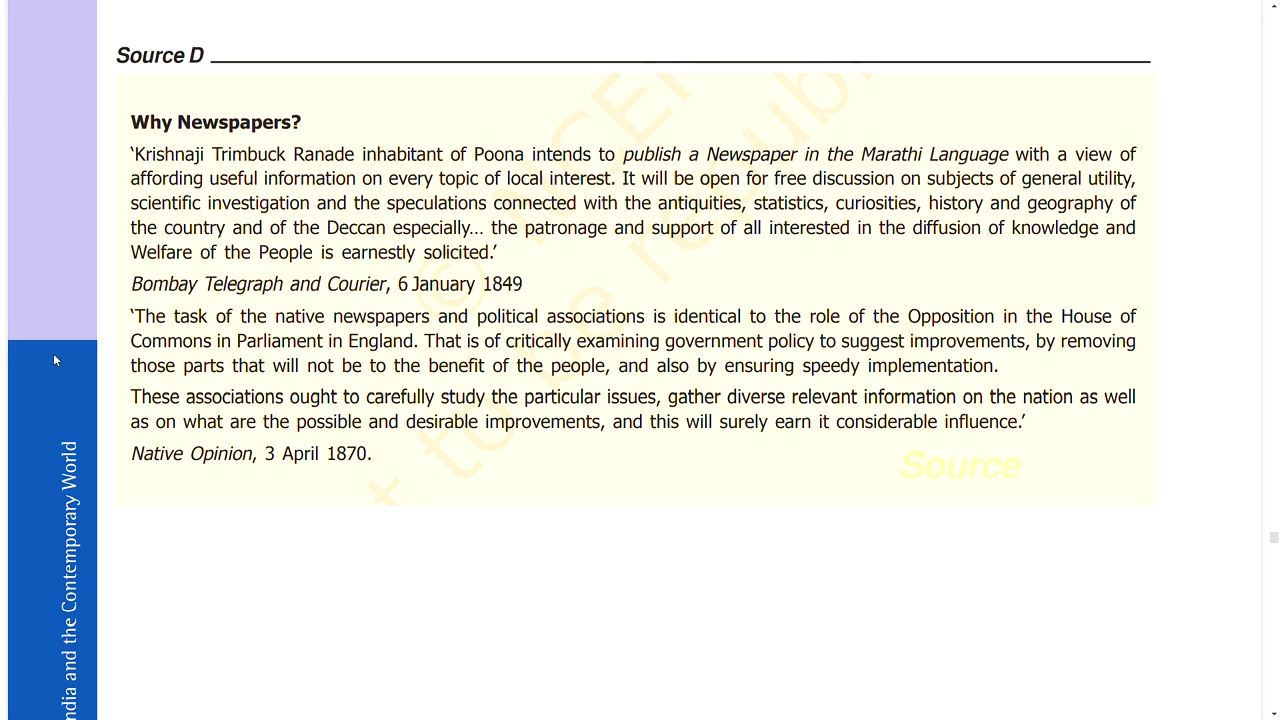 Source D
Why Newspapers?
‘Krishnaji Trimbuck Ranade inhabitant of Poona intends to publish a Newspaper in the Marathi Language with a view of
affording useful information on every topic of local interest. It will be open for free discussion on subjects of general utility,
scientific investigation and the speculations connected with the antiquities, statistics, curiosities, history and geography of
the country and of the Deccan especially… the patronage and support of all interested in the diffusion of knowledge and
Welfare of the People is earnestly solicited.’
Bombay Telegraph and Courier, 6 January 1849
‘The task of the native newspapers and political associations is identical to the role of the Opposition in the House of
Commons in Parliament in England. That is of critically examining government policy to suggest improvements, by removing
those parts that will not be to the benefit of the people, and also by ensuring speedy implementation.
These associations ought to carefully study the particular issues, gather diverse relevant information on the nation as well
as on what are the possible and desirable improvements, and this will surely earn it considerable influence.’
Native Opinion, 3 April 1870.
Source
ndia and the Contemporary World